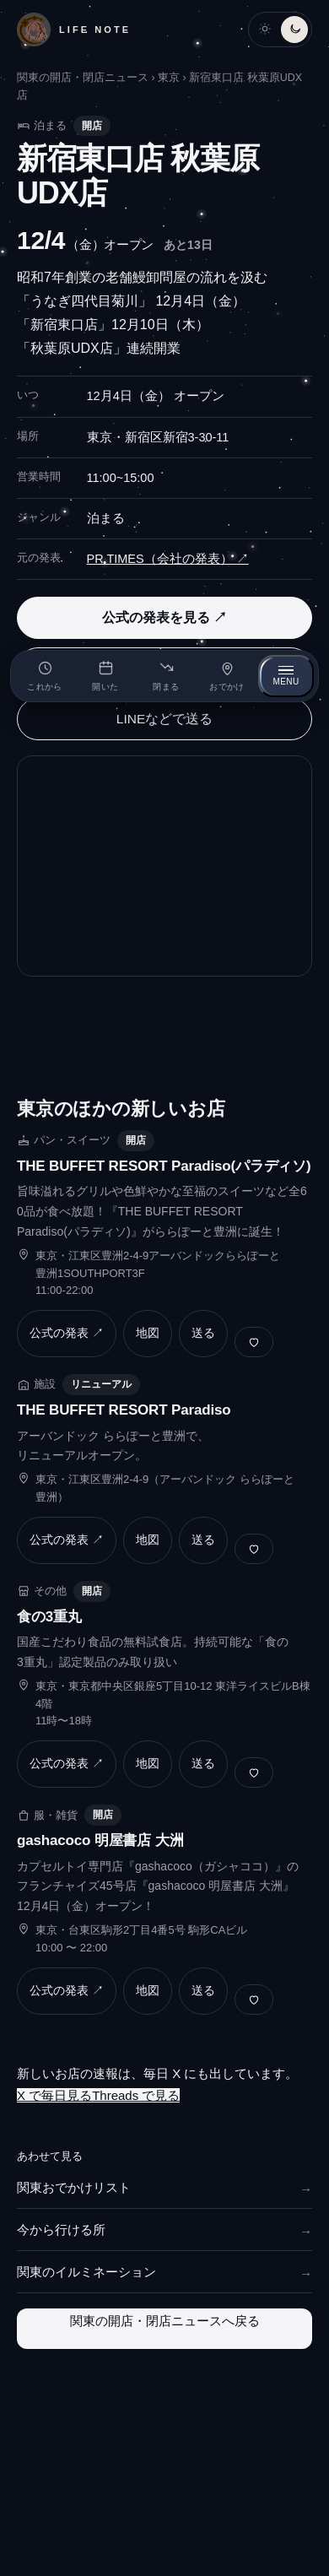 LIFE NOTE
関東の開店・閉店ニュース › 東京 › 新宿東口店 秋葉原UDX
店
泊まる 開店
新宿東口店 秋葉原
UDX店
12/4（金）オープン あと13日
昭和7年創業の老舗鰻卸問屋の流れを汲む
「うなぎ四代目菊川」 12月4日（金）
「新宿東口店」12月10日（木）
「秋葉原UDX店」連続開業
いつ 12月4日（金） オープン
場所 東京・新宿区新宿3-30-11
営業時間 11:00~15:00
ジャンル 泊まる
元の発表 PR TIMES（会社の発表） ↗
公式の発表を見る ↗
これから 開いた 閉まる おでかけ MENU
LINEなどで送る
東京のほかの新しいお店
パン・スイーツ 開店
THE BUFFET RESORT Paradiso(パラディソ)
旨味溢れるグリルや色鮮やかな至福のスイーツなど全6
0品が食べ放題！『THE BUFFET RESORT
Paradiso(パラディソ)』がららぽーと豊洲に誕生！
東京・江東区豊洲2-4-9アーバンドックららぽーと
豊洲1SOUTHPORT3F
11:00-22:00
公式の発表 ↗ 地図 送る ♡
施設 リニューアル
THE BUFFET RESORT Paradiso
アーバンドック ららぽーと豊洲で、
リニューアルオープン。
東京・江東区豊洲2-4-9（アーバンドック ららぽーと
豊洲）
公式の発表 ↗ 地図 送る ♡
その他 開店
食の3重丸
国産こだわり食品の無料試食店。持続可能な「食の
3重丸」認定製品のみ取り扱い
東京・東京都中央区銀座5丁目10-12 東洋ライスビルB棟
4階
11時〜18時
公式の発表 ↗ 地図 送る ♡
服・雑貨 開店
gashacoco 明屋書店 大洲
カプセルトイ専門店『gashacoco（ガシャココ）』の
フランチャイズ45号店『gashacoco 明屋書店 大洲』
12月4日（金）オープン！
東京・台東区駒形2丁目4番5号 駒形CAビル
10:00 〜 22:00
公式の発表 ↗ 地図 送る ♡
新しいお店の速報は、毎日 X にも出しています。
X で毎日見るThreads で見る
あわせて見る
関東おでかけリスト →
今から行ける所 →
関東のイルミネーション →
関東の開店・閉店ニュースへ戻る